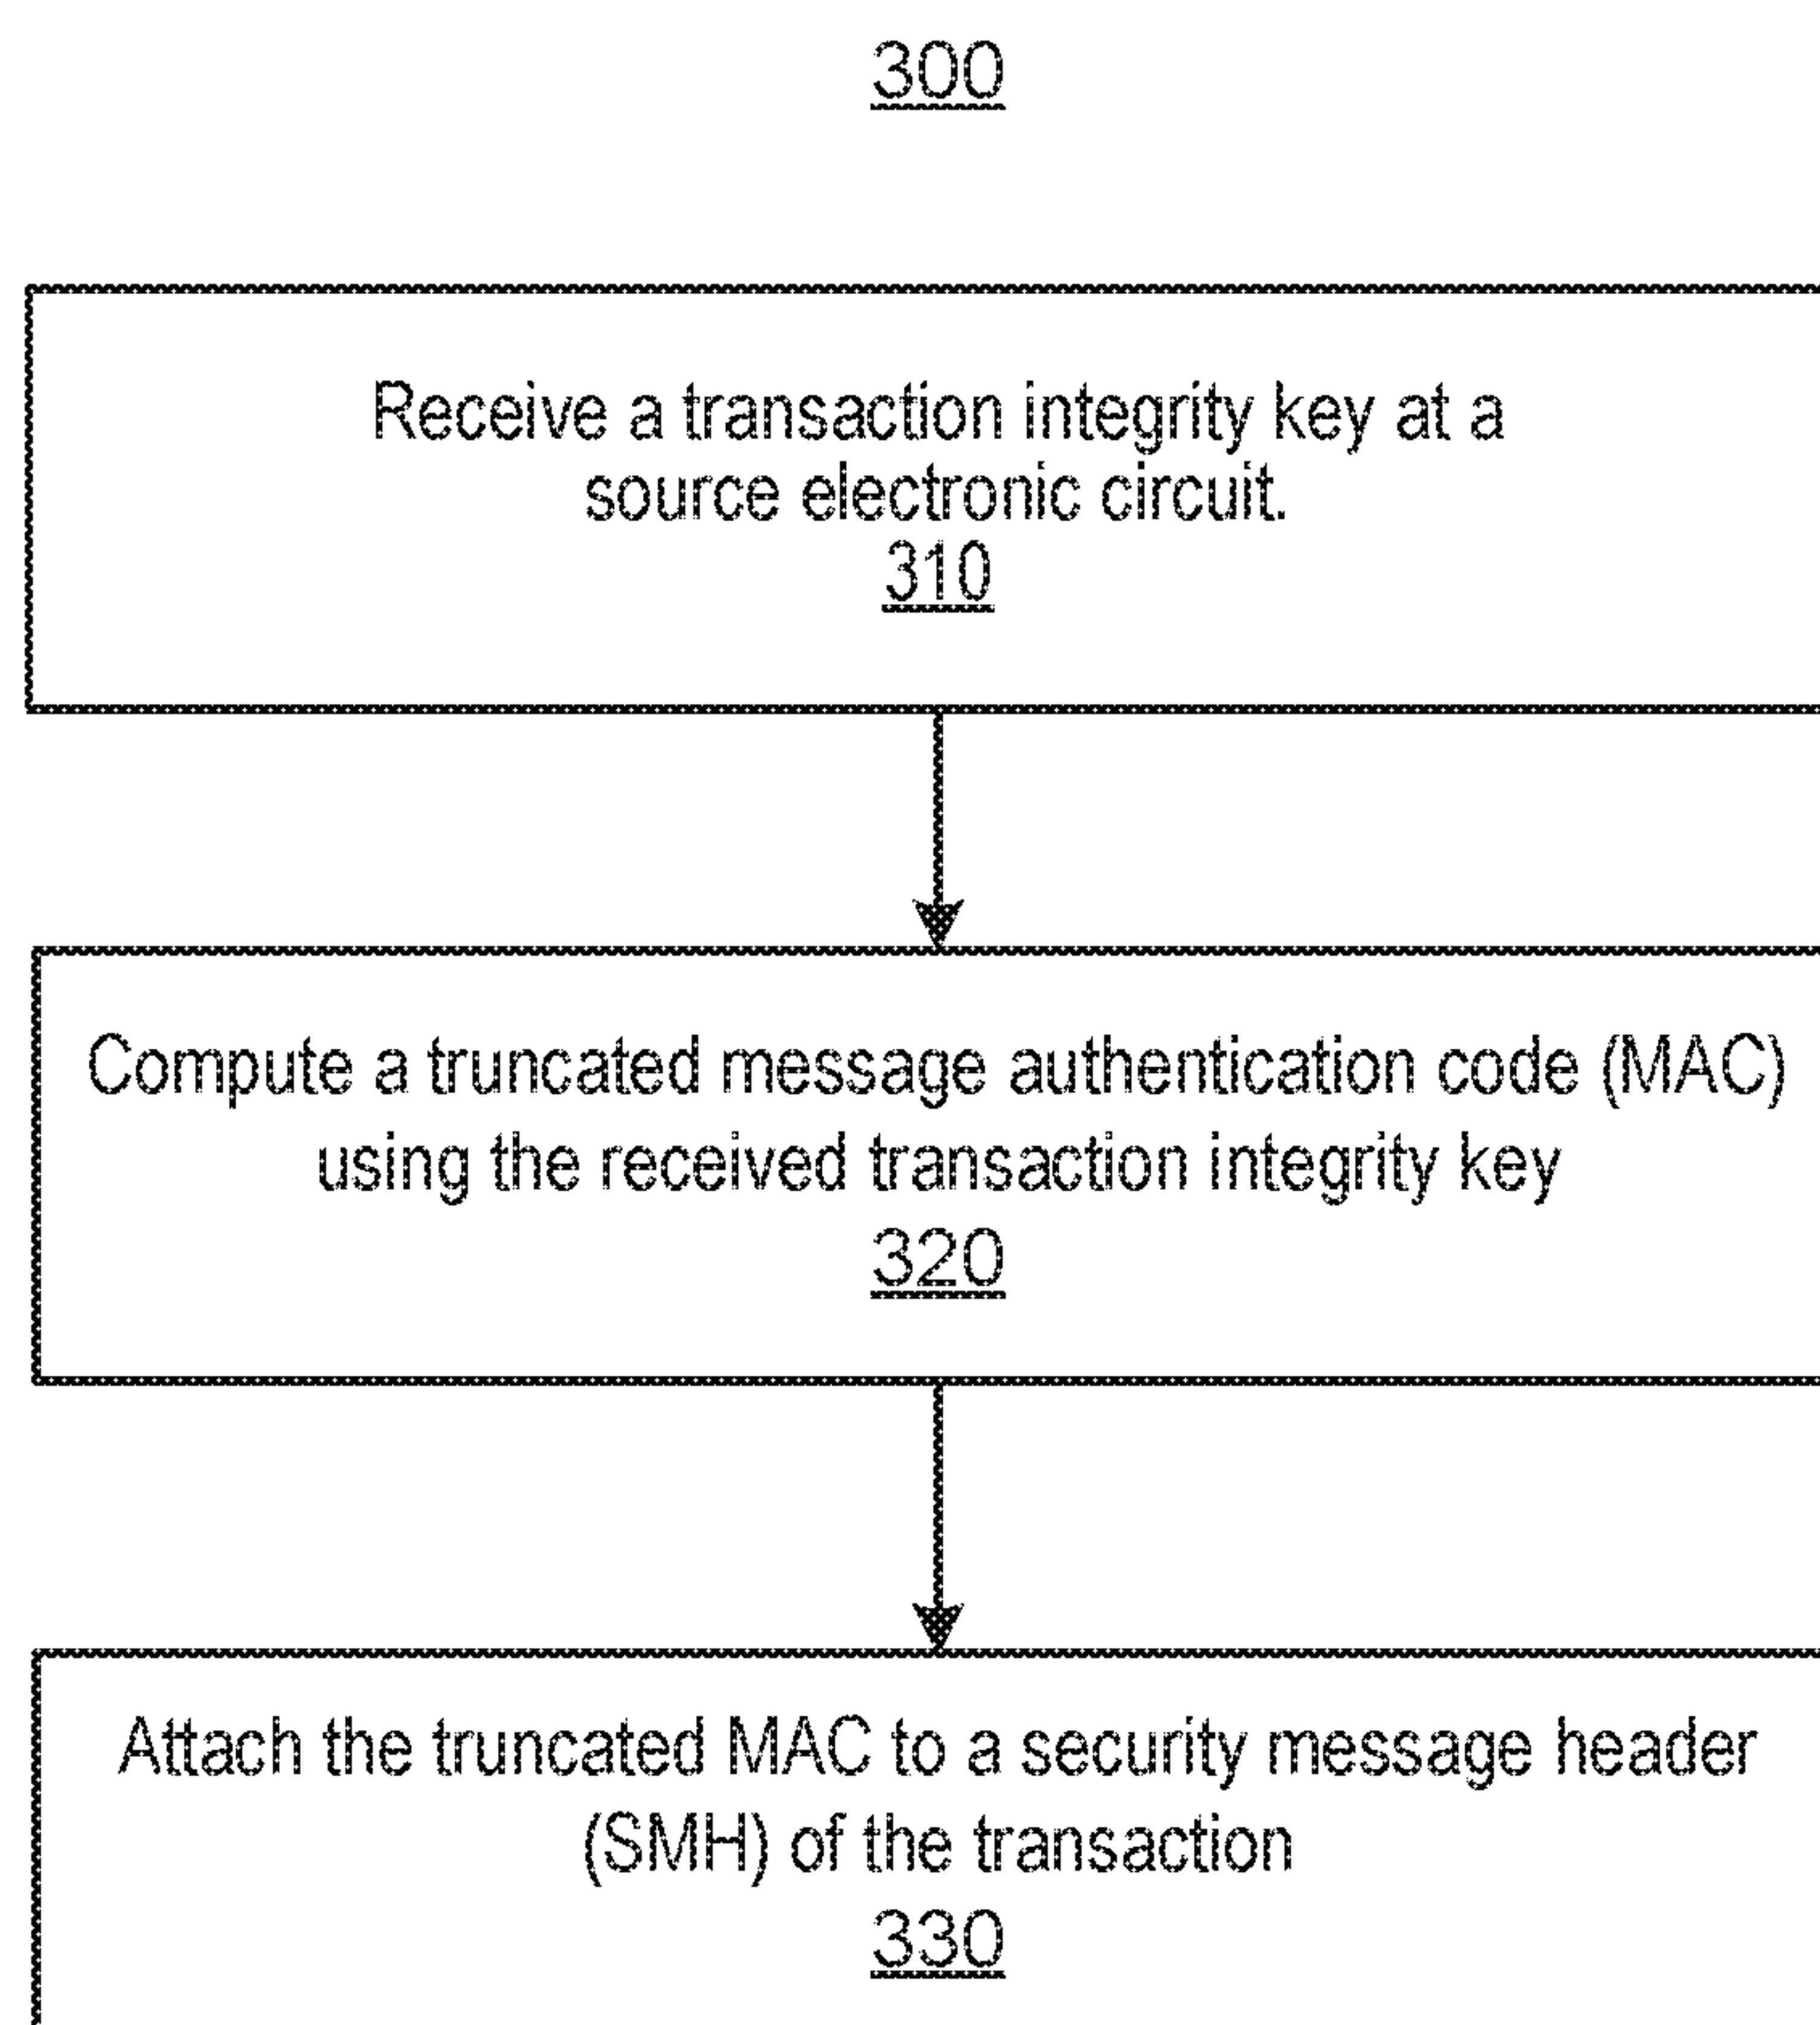 300
Receive a transaction integrity key at a
source electronic circuit.
310
Compute a truncated message authentication code (MAC)
using the received transaction integrity key
320
Attach the truncated MAC to a security message header
(SMH) of the transaction
330